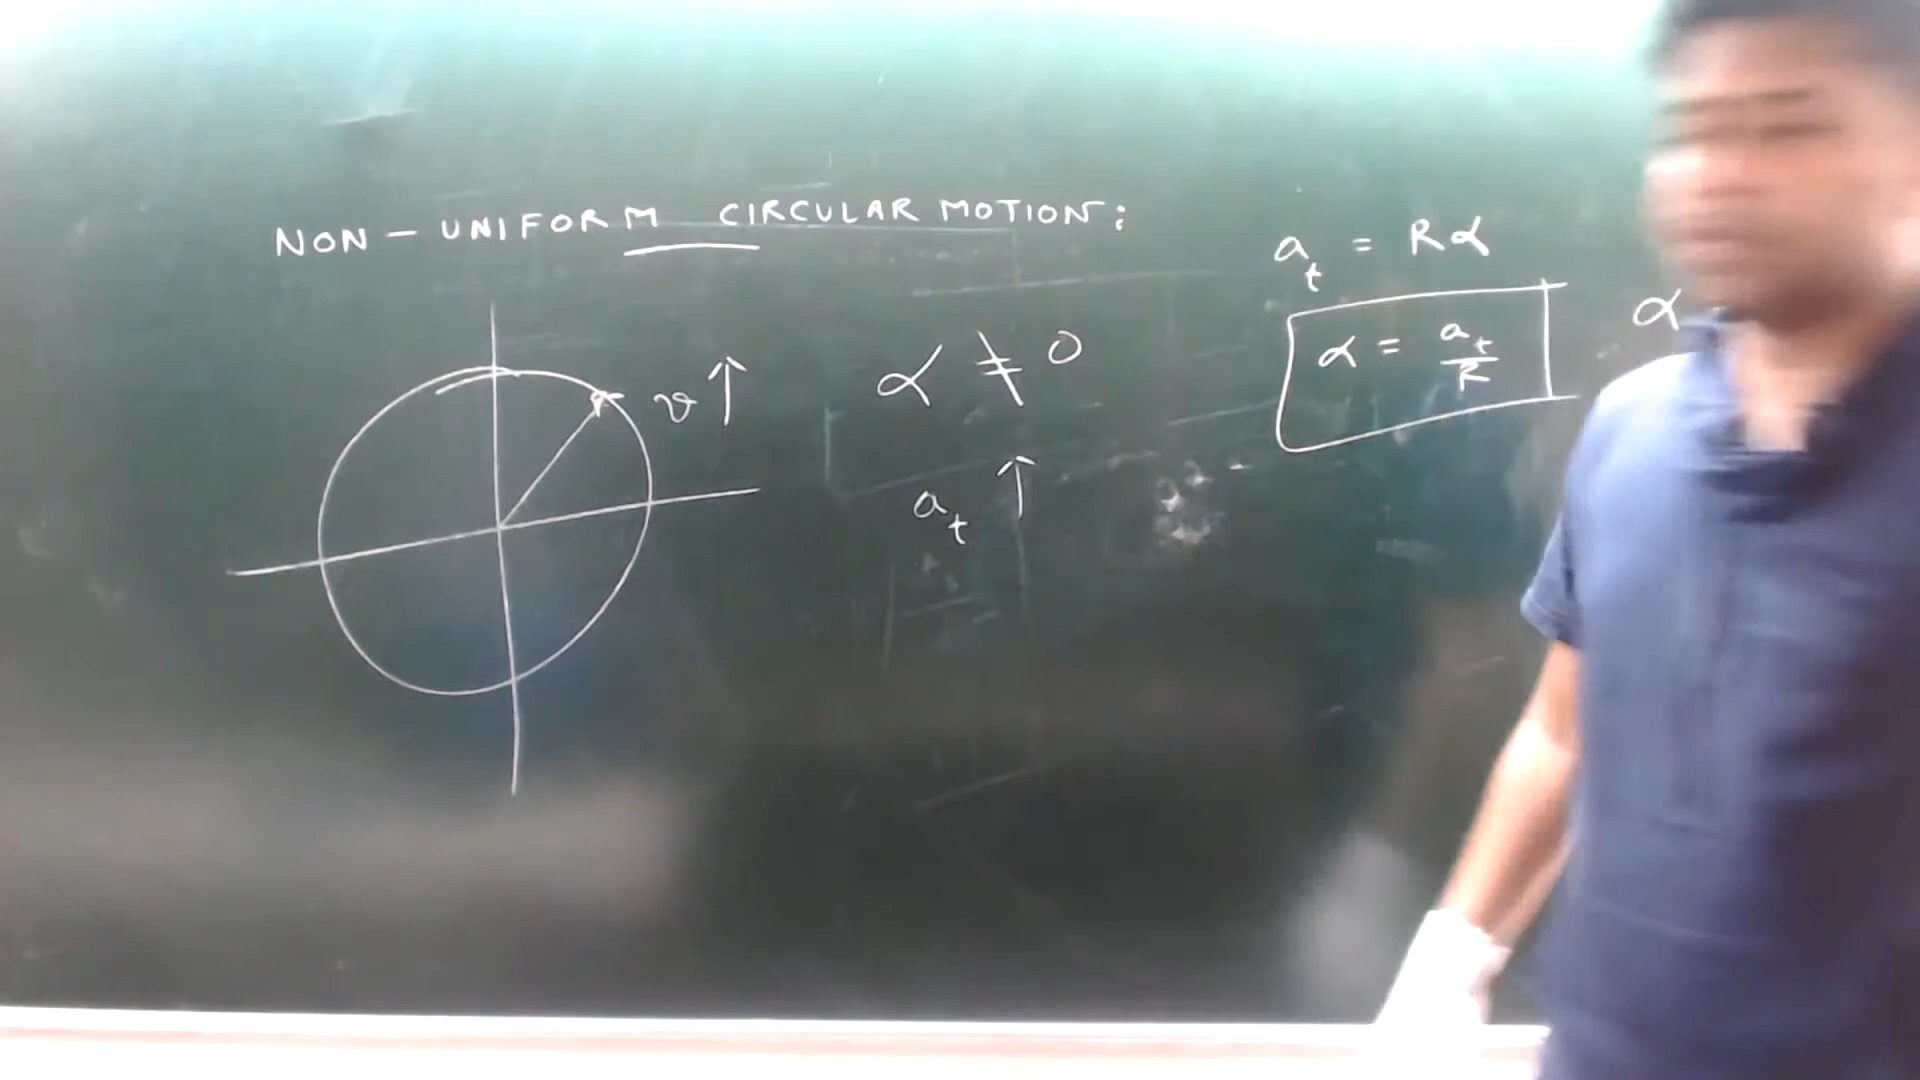 NON - UNIFORM CIRCULAR MOTION:
v ↑
α ≠ 0
a_t ↑
a_t = Rα
α = a_t/R
α